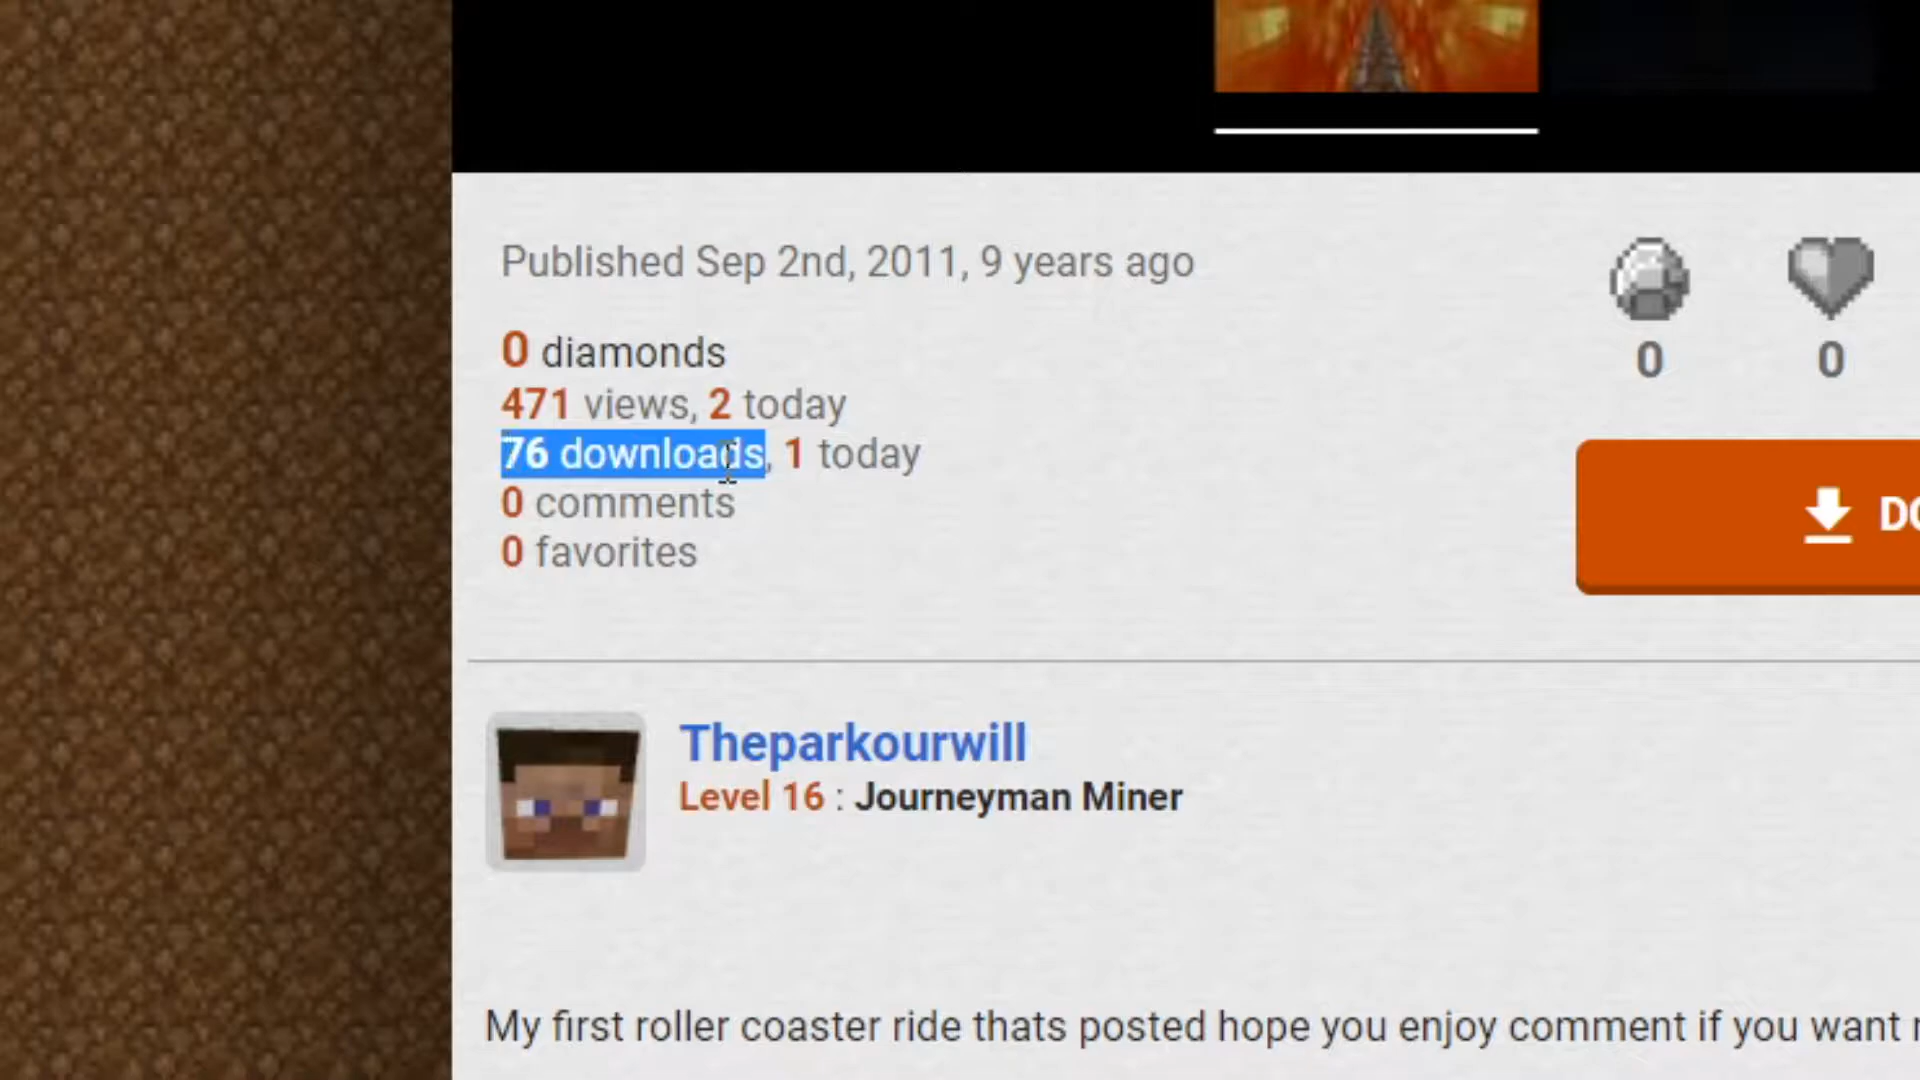 Published Sep 2nd, 2011, 9 years ago
0 diamonds
471 views, 2 today
76 downloads, 1 today
0 comments
0 favorites
0
0
Theparkourwill
Level 16 : Journeyman Miner
My first roller coaster ride thats posted hope you enjoy comment if you want